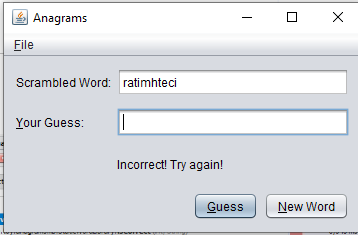 Anagrams
File
Scrambled Word: ratimhteci
Your Guess:
Incorrect! Try again!
Guess New Word